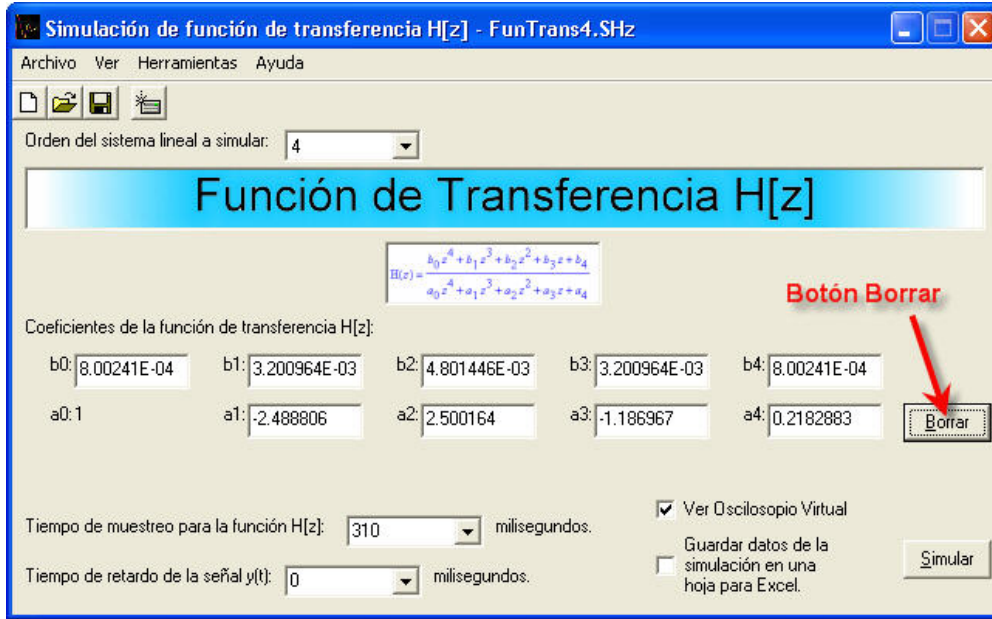 Simulación de función de transferencia H[z] - FunTrans4.SHz
Archivo Ver Herramientas Ayuda
Orden del sistema lineal a simular: 4
Función de Transferencia H[z]
H(z) = b0z^4+b1z^3+b2z^2+b3z+b4
a0z^4+a1z^3+a2z^2+a3z+a4
Botón Borrar
Coeficientes de la función de transferencia H[z]:
b0: 8.00241E-04 b1: 3.200964E-03 b2: 4.801446E-03 b3: 3.200964E-03 b4: 8.00241E-04
a0: 1 a1: -2.488806 a2: 2.500164 a3: -1.186967 a4: 0.2182883 Borrar
Tiempo de muestreo para la función H[z]: 310 milisegundos.
Tiempo de retardo de la señal y(t): 0 milisegundos.
Ver Oscilosopio Virtual
Guardar datos de la
simulación en una
hoja para Excel.
Simular